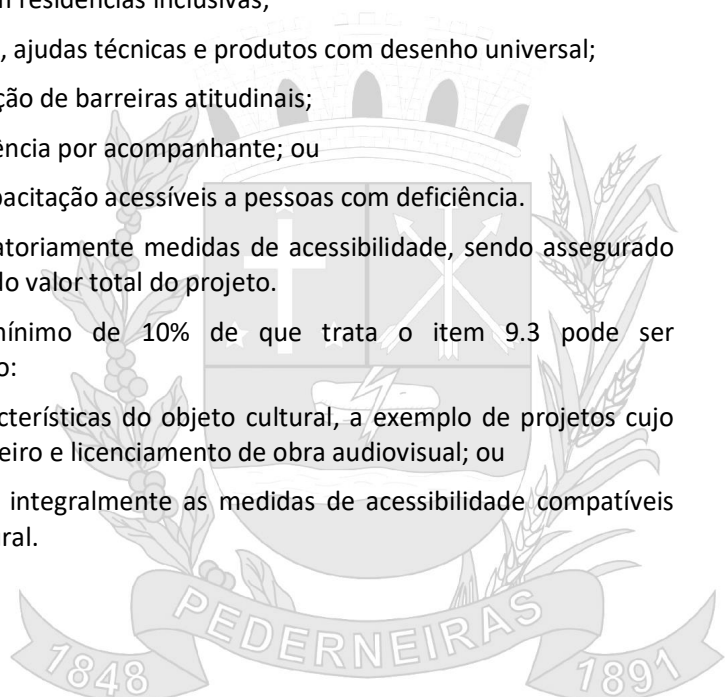 residências inclusivas;
, ajudas técnicas e produtos com desenho universal;
ção de barreiras atitudinais;
ência por acompanhante; ou
pacitação acessíveis a pessoas com deficiência.
atoriamente medidas de acessibilidade, sendo assegurado
do valor total do projeto.
mínimo de 10% de que trata o item 9.3 pode ser
o:
acterísticas do objeto cultural, a exemplo de projetos cujo
eiro e licenciamento de obra audiovisual; ou
integralmente as medidas de acessibilidade compatíveis
ral.
PEDERNEIRAS
1848 1891